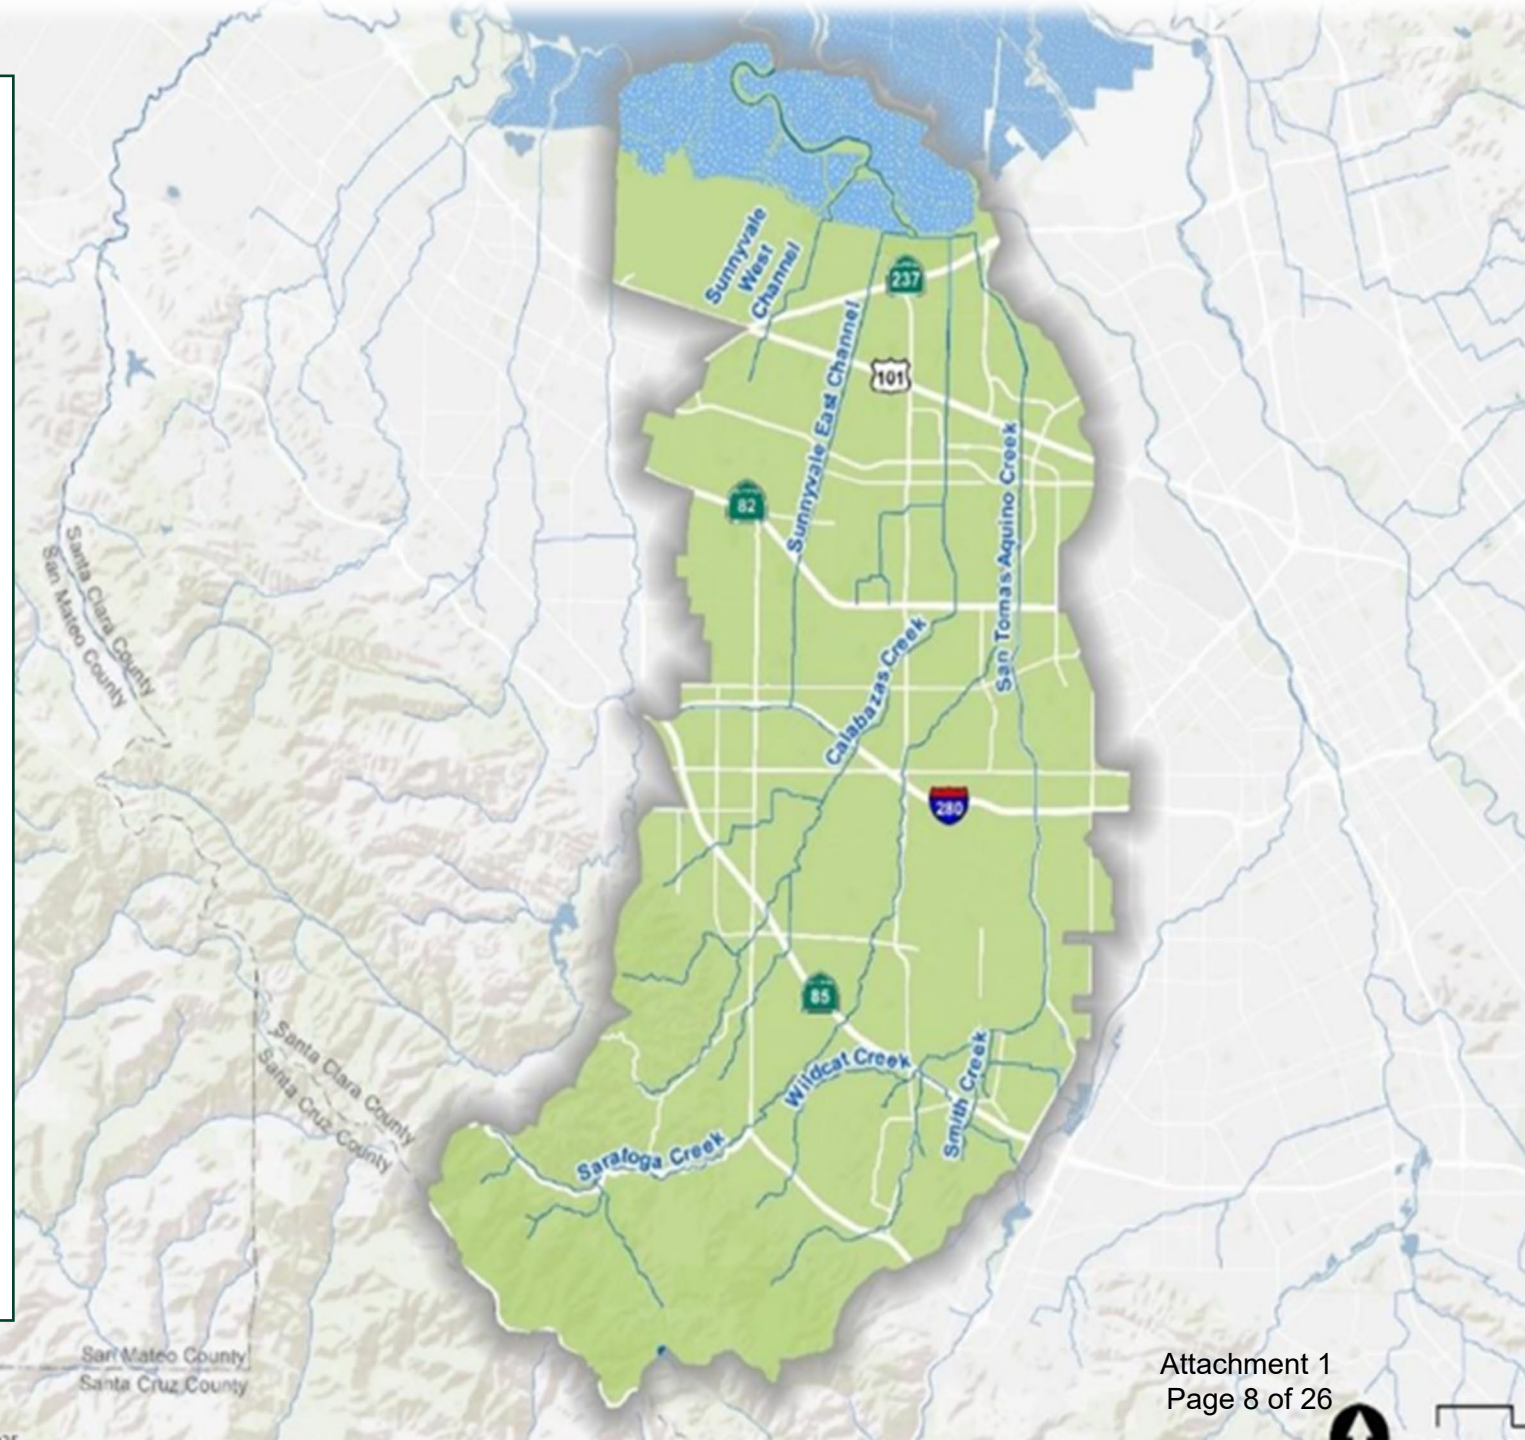 Sunnyvale
West
Channel
237
Sunnyvale East Channel
101
82
San Tomas Aquino Creek
Santa Clara County
San Mateo County
Calabazas Creek
280
85
Santa Clara County
Santa Cruz County
Wildcat Creek
Smith Creek
Saratoga Creek
San Mateo County
Santa Cruz County
Attachment 1
Page 8 of 26